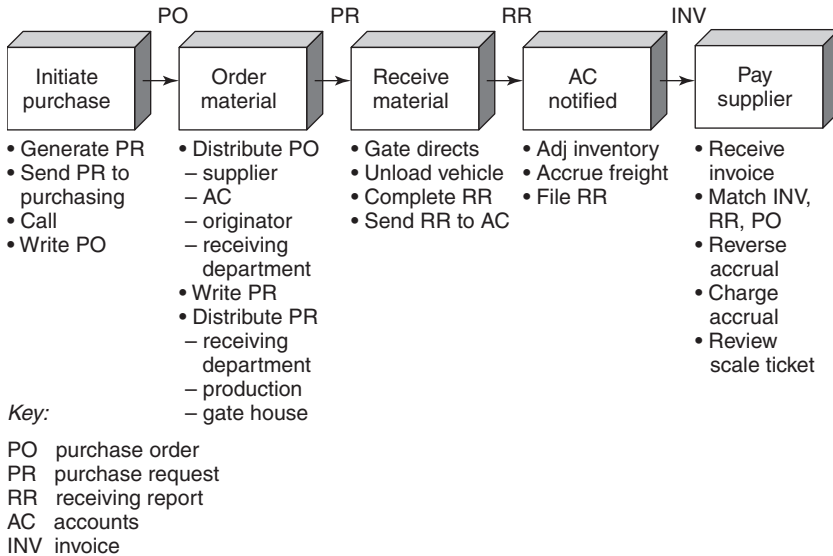 PO
PR
RR
INV
Initiate
purchase
Order
material
Receive
material
AC
notified
Pay
supplier
• Generate PR
• Send PR to
purchasing
• Call
• Write PO
• Distribute PO
– supplier
– AC
– originator
– receiving
department
• Write PR
• Distribute PR
– receiving
department
– production
– gate house
• Gate directs
• Unload vehicle
• Complete RR
• Send RR to AC
• Adj inventory
• Accrue freight
• File RR
• Receive
invoice
• Match INV,
RR, PO
• Reverse
accrual
• Charge
accrual
• Review
scale ticket
Key:
PO purchase order
PR purchase request
RR receiving report
AC accounts
INV invoice